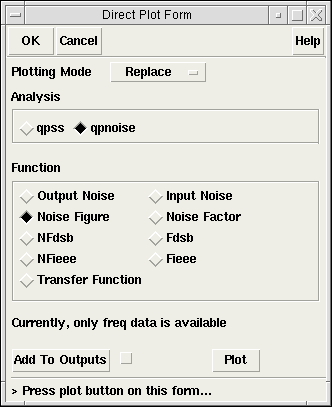 Direct Plot Form
OK Cancel Help
Plotting Mode Replace
Analysis
qpss qpnoise
Function
Output Noise Input Noise
Noise Figure Noise Factor
NFdsb Fdsb
NFieee Fieee
Transfer Function
Currently, only freq data is available
Add To Outputs Plot
> Press plot button on this form...